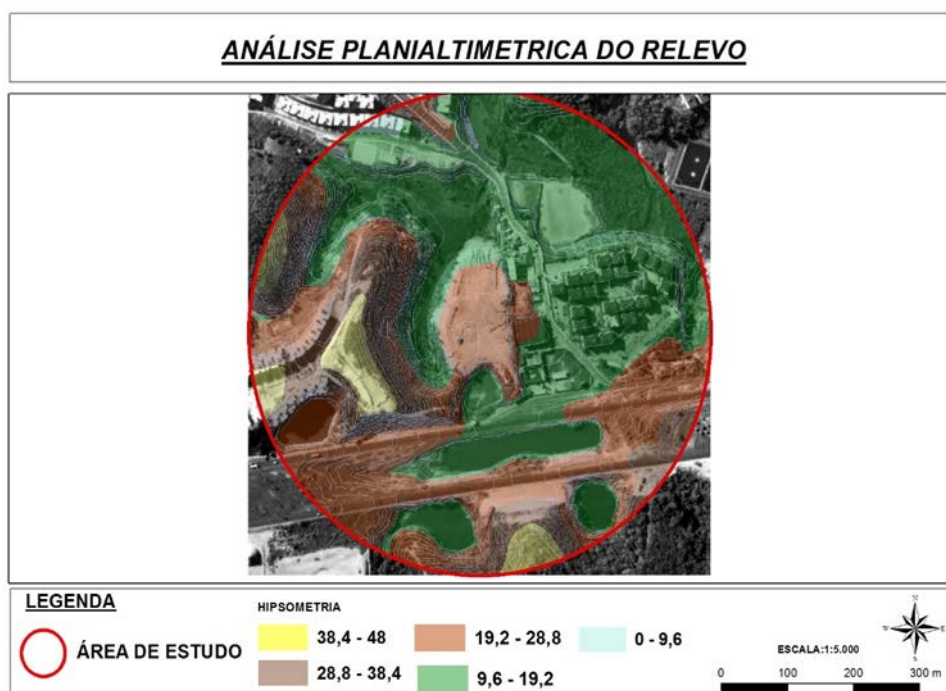 ANÁLISE PLANIALTIMETRICA DO RELEVO
LEGENDA
ÁREA DE ESTUDO
HIPSOMETRIA
38,4 - 48
19,2 - 28,8
0 - 9,6
28,8 - 38,4
9,6 - 19,2
N
W
E
S
ESCALA:1:5.000
0 100 200 300 m